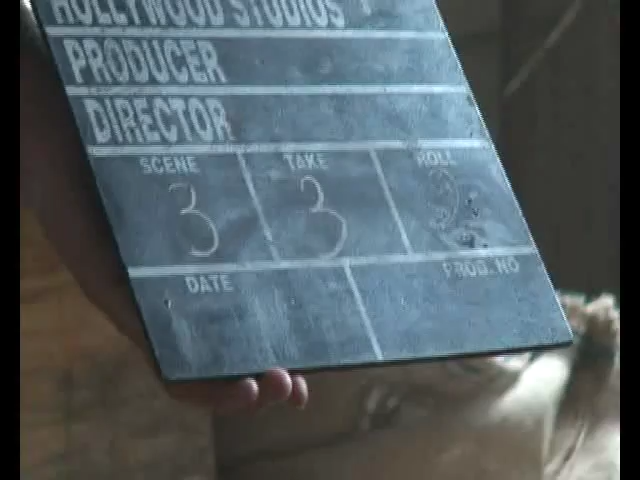 HOLLYWOOD STUDIOS
PRODUCER
DIRECTOR
SCENE TAKE ROLL
3 3
DATE PROD. NO